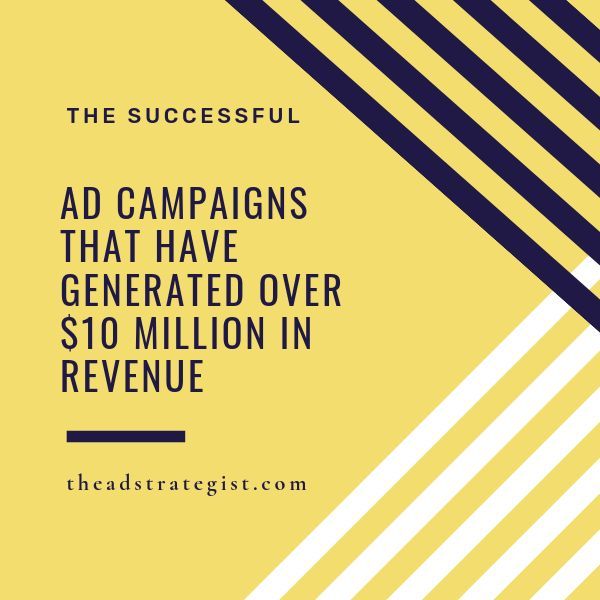 THE SUCCESSFUL
AD CAMPAIGNS
THAT HAVE
GENERATED OVER
$10 MILLION IN
REVENUE
theadstrategist.com